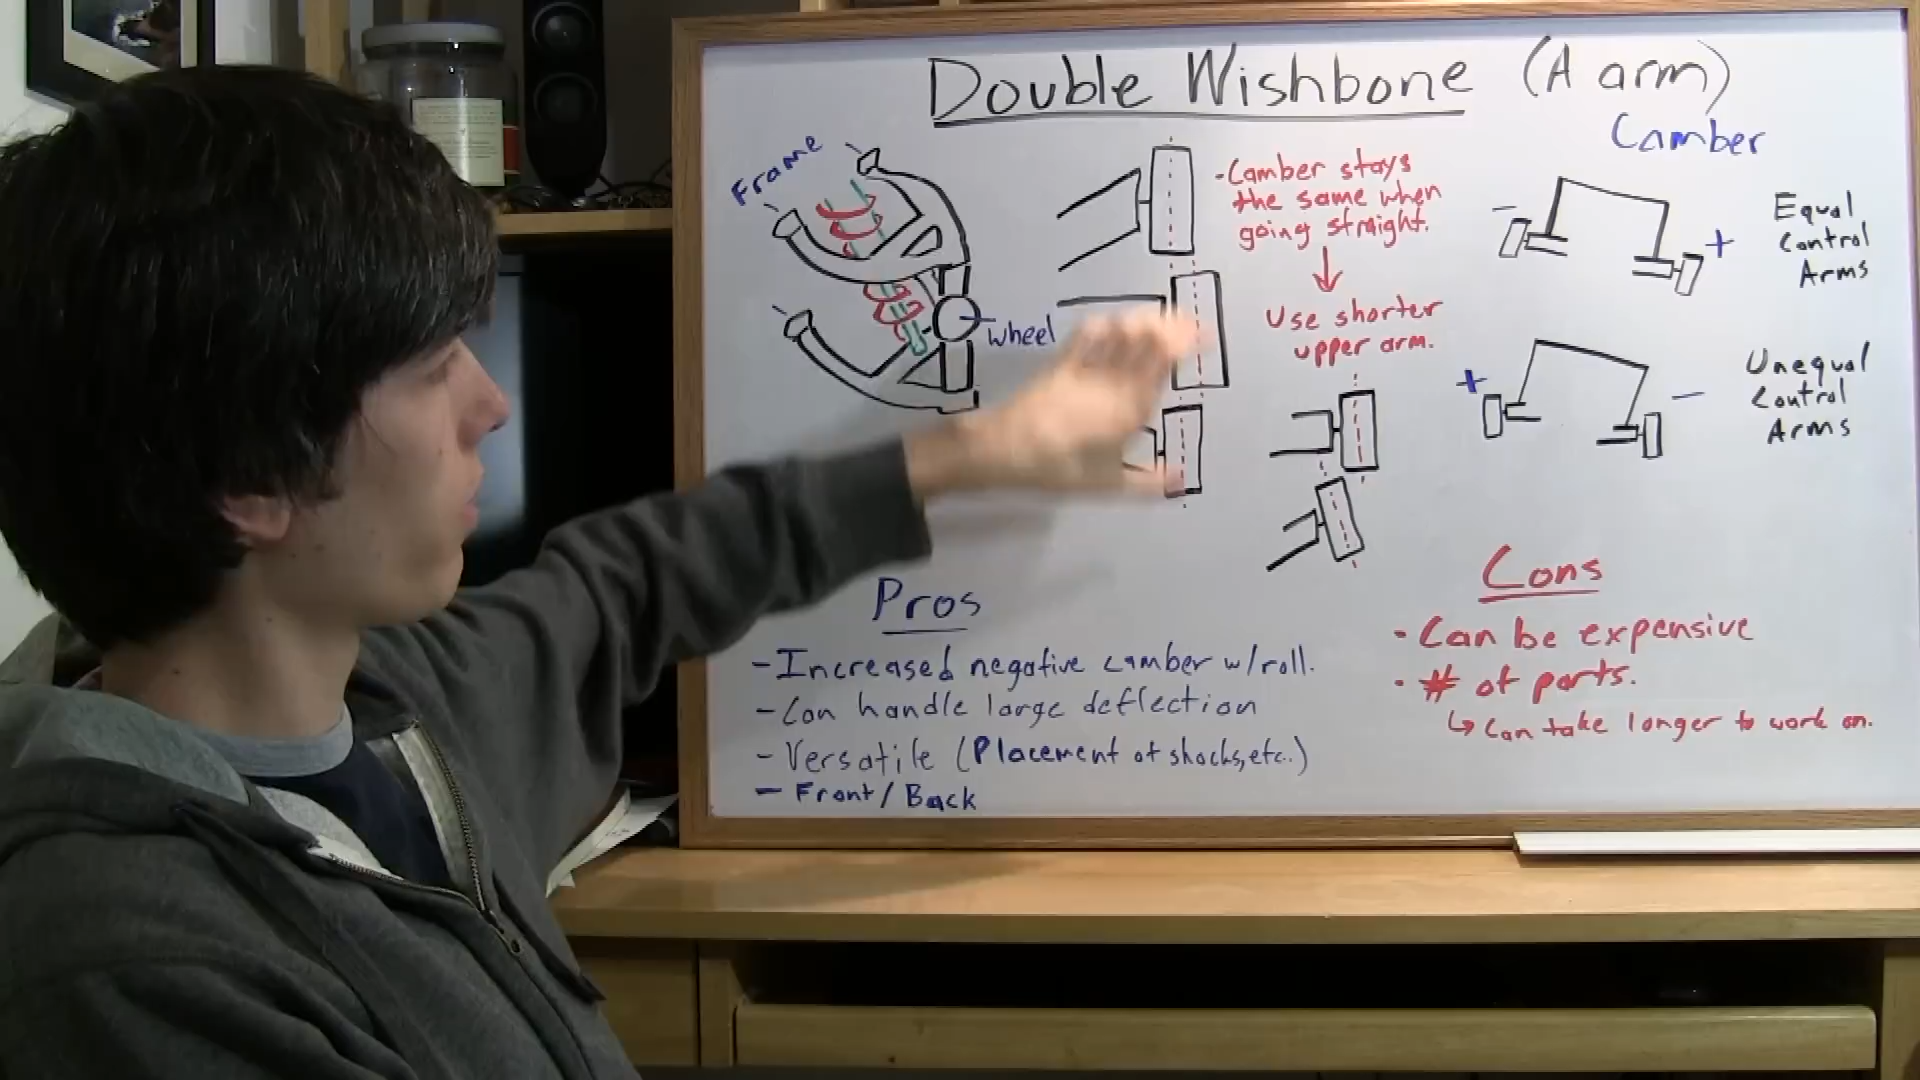 Double Wishbone (A arm)
Frame
wheel
-Camber stays
the same when
going straight.
Use shorter
upper arm.
Camber
- +
Equal
Control
Arms
+ -
Unequal
Control
Arms
Pros
-Increased negative camber w/roll.
-Can handle large deflection
-Versatile (Placement of shocks,etc..)
- Front/Back
Cons
· Can be expensive
· # of parts.
↳ Can take longer to work on.